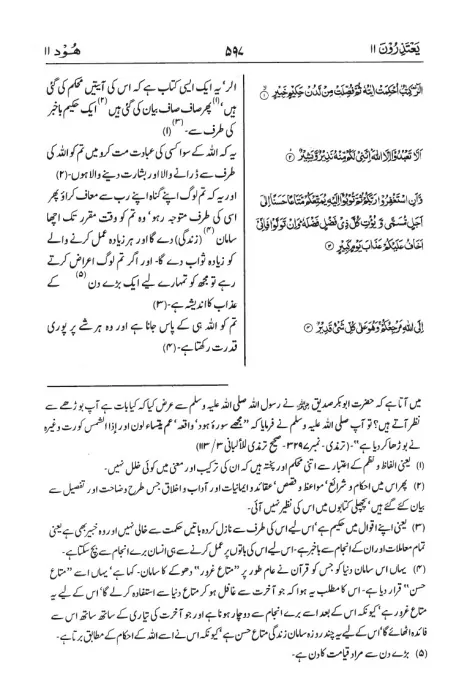 یَعْتَذِرُوْنَ ۱۱
۵۹۷
هُوْد ۱۱
الٓرٰ كِتٰبٌ اُحْكِمَتْ اٰیٰتُهٗ ثُمَّ فُصِّلَتْ مِنْ لَّدُنْ حَكِیْمٍ خَبِیْرٍ ۱
اَلَّا تَعْبُدُوْۤا اِلَّا اللّٰهَ اِنَّنِیْ لَكُمْ مِّنْهُ نَذِیْرٌ وَّبَشِیْرٌ ۲
وَّاَنِ اسْتَغْفِرُوْا رَبَّكُمْ ثُمَّ تُوْبُوْۤا اِلَیْهِ یُمَتِّعْكُمْ مَّتَاعًا حَسَنًا اِلٰۤى
اَجَلٍ مُّسَمًّى وَّیُؤْتِ كُلَّ ذِیْ فَضْلٍ فَضْلَهٗ وَاِنْ تَوَلَّوْا فَاِنِّیْۤ
اَخَافُ عَلَیْكُمْ عَذَابَ یَوْمٍ كَبِیْرٍ ۳
اِلَى اللّٰهِ مَرْجِعُكُمْ وَهُوَ عَلٰى كُلِّ شَیْءٍ قَدِیْرٌ ۴
الر' یہ ایک ایسی کتاب ہے کہ اس کی آیتیں محکم کی گئی
ہیں'(۱) پھر صاف صاف بیان کی گئی ہیں (۲) ایک حکیم باخبر
کی طرف سے۔(۳) (۱)
یہ کہ اللہ کے سوا کسی کی عبادت مت کرو میں تم کو اللہ کی
طرف سے ڈرانے والا اور بشارت دینے والا ہوں۔(۲)
اور یہ کہ تم لوگ اپنے گناہ اپنے رب سے معاف کراؤ پھر
اسی کی طرف متوجہ رہو' وہ تم کو وقت مقرر تک اچھا
سامان (۴) (زندگی) دے گا اور ہر زیادہ عمل کرنے والے
کو زیادہ ثواب دے گا۔ اور اگر تم لوگ اعراض کرتے
رہے تو مجھ کو تمہارے لیے ایک بڑے دن (۵) کے
عذاب کا اندیشہ ہے۔(۳)
تم کو اللہ ہی کے پاس جانا ہے اور وہ ہر شے پر پوری
قدرت رکھتا ہے۔(۴)
میں آتا ہے کہ حضرت ابوبکر صدیق رضی اللہ عنہ نے رسول اللہ صلی اللہ علیہ وسلم سے عرض کیا کہ کیا بات ہے آپ بوڑھے سے
نظر آتے ہیں؟ تو آپ صلی اللہ علیہ وسلم نے فرمایا کہ "مجھے سورۂ ہود' واقعہ' عم یتساءلون اور اذا الشمس کورت وغیرہ
نے بوڑھا کر دیا ہے"۔ (ترمذی۔ نمبر ۳۲۹۷۔ صحیح ترمذی للألبانی ۳/ ۱۱۳)
(۱) یعنی الفاظ و نظم کے اعتبار سے اتنی محکم اور پختہ ہیں کہ ان کی ترکیب اور معنی میں کوئی خلل نہیں۔
(۲) پھر اس میں احکام و شرائع' مواعظ و قصص' عقائد و ایمانیات اور آداب و اخلاق جس طرح وضاحت اور تفصیل سے
بیان کئے گئے ہیں' پچھلی کتابوں میں اس کی نظیر نہیں آئی۔
(۳) یعنی اپنے اقوال میں حکیم ہے' اس لیے اس کی طرف سے نازل کردہ باتیں حکمت سے خالی نہیں اور وہ خبیر بھی ہے یعنی
تمام معاملات اور ان کے انجام سے باخبر ہے۔ اس لیے اس کی باتوں پر عمل کرنے سے ہی انسان برے انجام سے بچ سکتا ہے۔
(۴) یہاں اس سامان دنیا کو جس کو قرآن نے عام طور پر "متاع غرور" دھوکے کا سامان۔ کہا ہے' یہاں اسے "متاع
حسن" قرار دیا ہے۔ اس کا مطلب یہ ہوا کہ جو آخرت سے غافل ہو کر متاع دنیا سے استفادہ کرے گا' اس کے لیے یہ
متاع غرور ہے' کیونکہ اس کے بعد اسے برے انجام سے دوچار ہونا ہے اور جو آخرت کی تیاری کے ساتھ ساتھ اس سے
فائدہ اٹھائے گا' اس کے لیے یہ چند روزہ سامان زندگی متاع حسن ہے' کیونکہ اس نے اسے اللہ کے احکام کے مطابق برتا ہے۔
(۵) بڑے دن سے مراد قیامت کا دن ہے۔